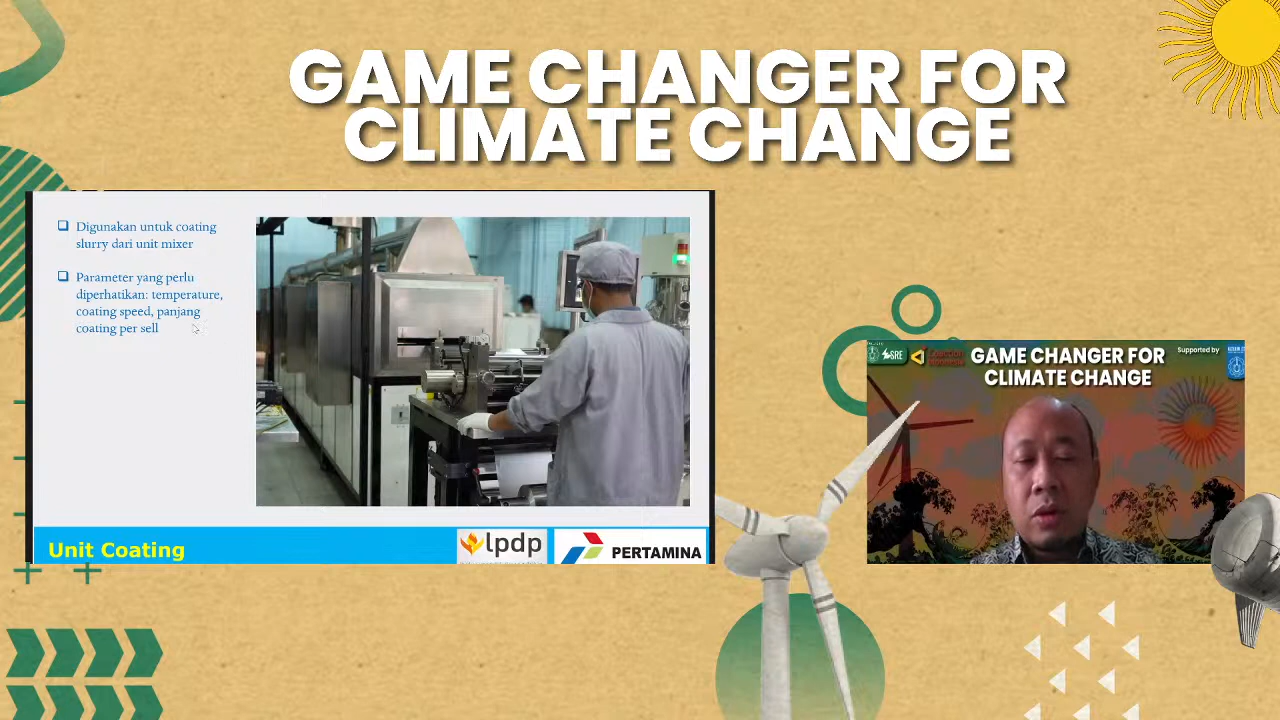 GAME CHANGER FOR
CLIMATE CHANGE
Digunakan untuk coating
slurry dari unit mixer
Parameter yang perlu
diperhatikan: temperature,
coating speed, panjang
coating per sell
Unit Coating
lpdp
PERTAMINA
SRE
GAME CHANGER FOR
CLIMATE CHANGE
Supported by